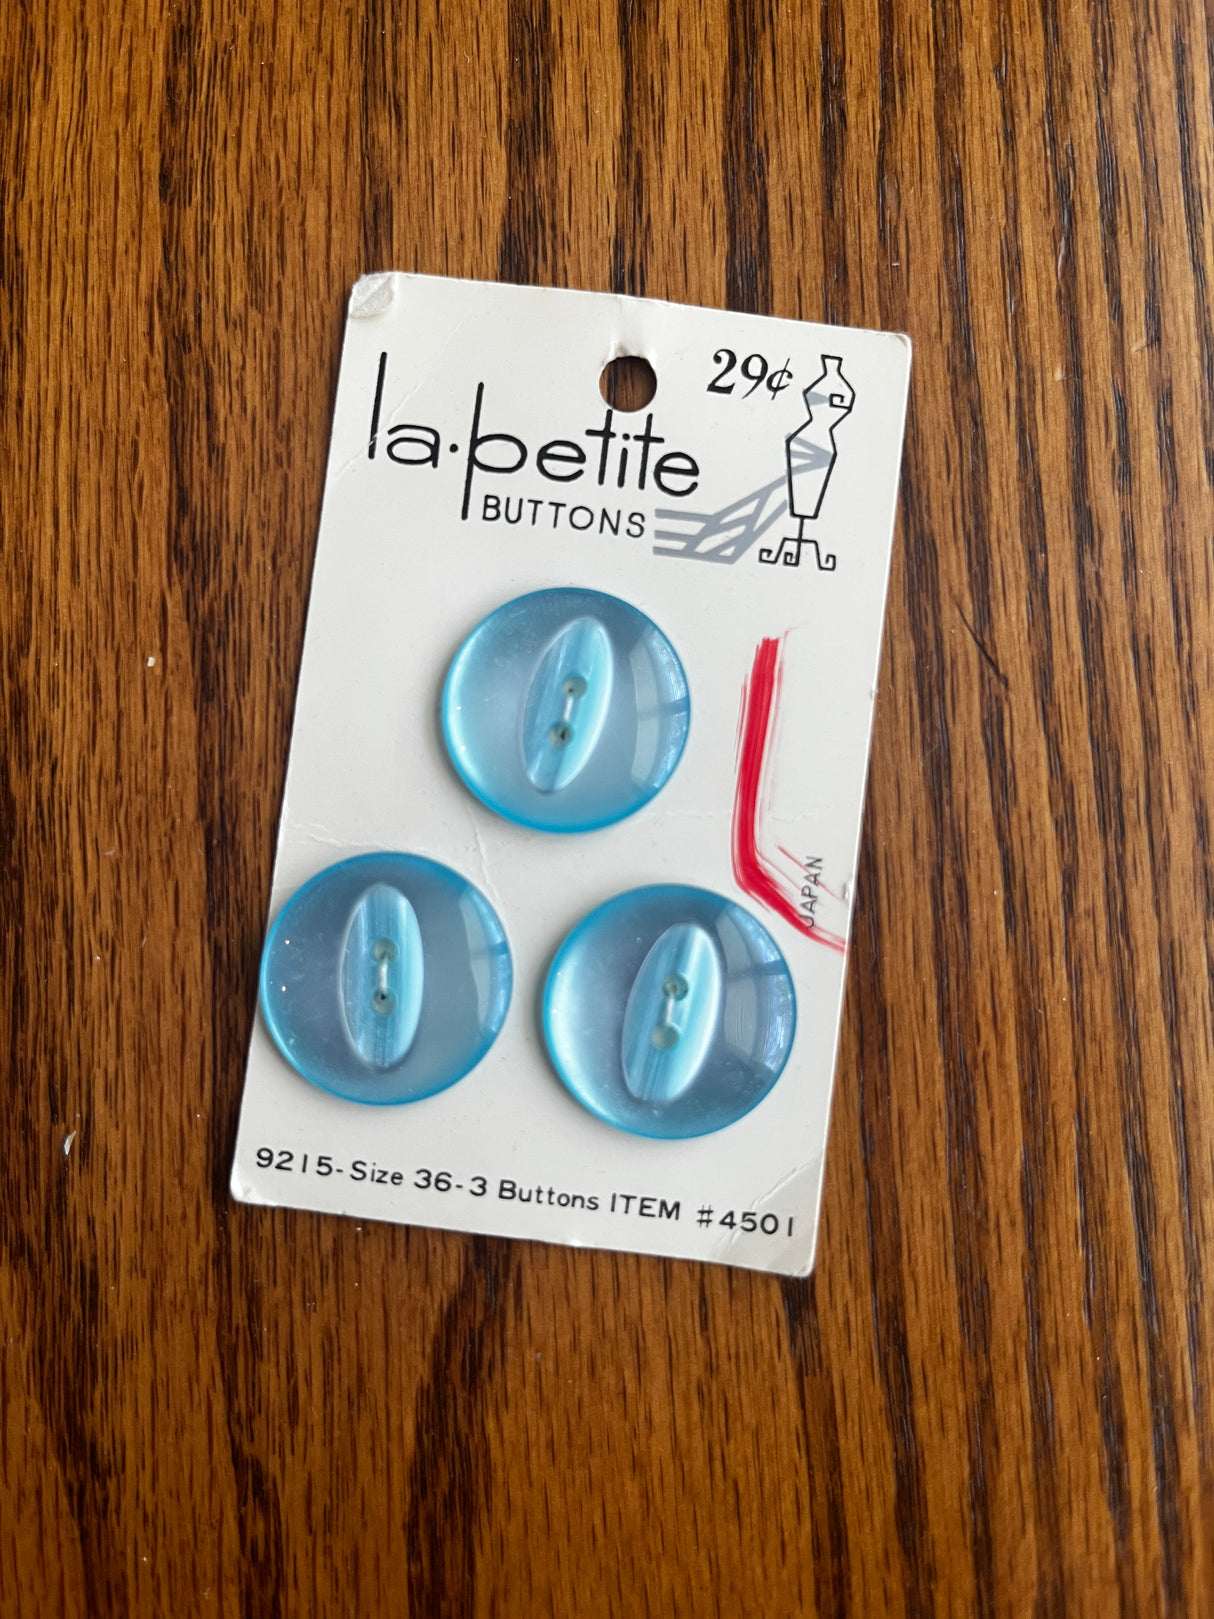 29¢
la·petite
BUTTONS
JAPAN
9215-Size 36-3 Buttons ITEM #4501